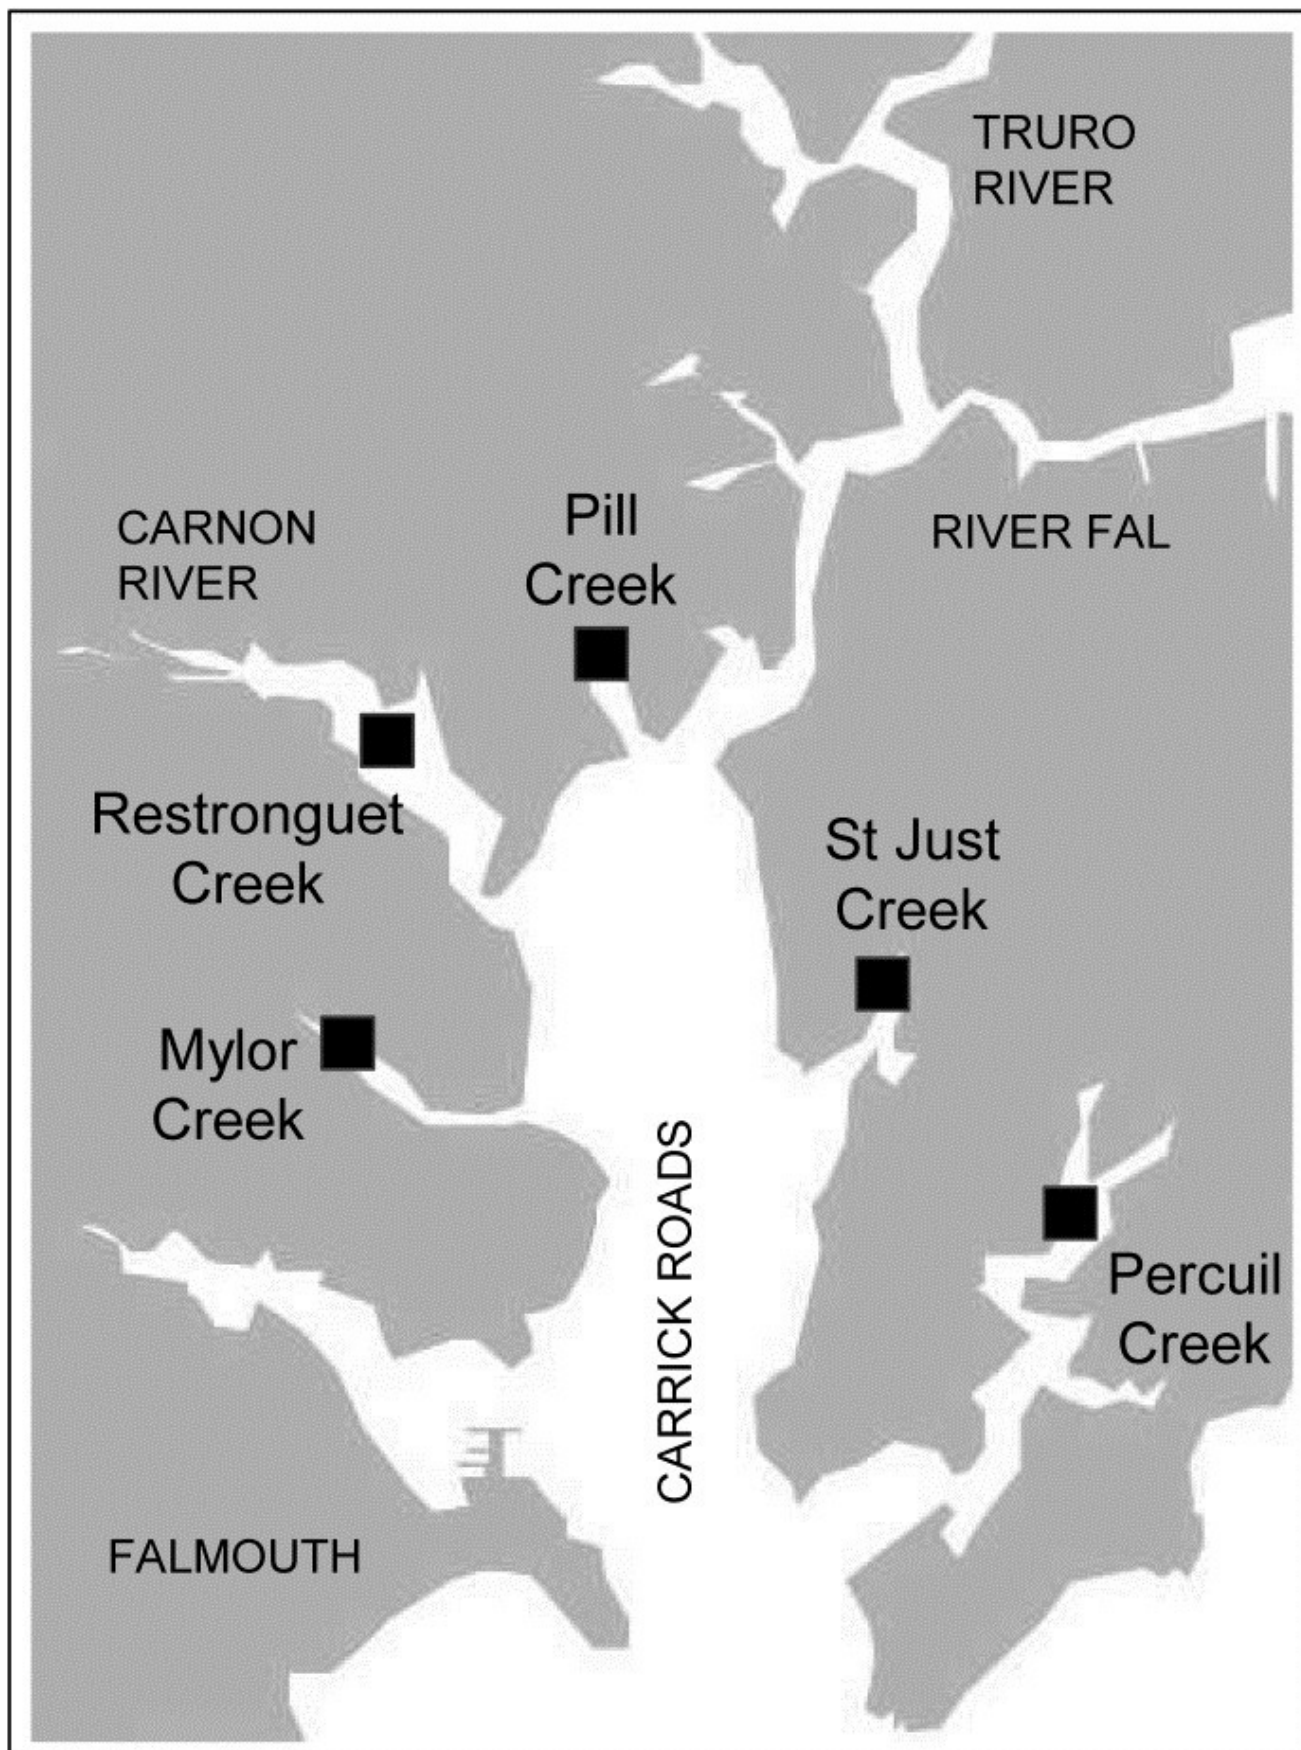 TRURO
RIVER
CARNON
RIVER
Pill
Creek
RIVER FAL
Restronguet
Creek
St Just
Creek
Mylor
Creek
CARRICK ROADS
Percuil
Creek
FALMOUTH